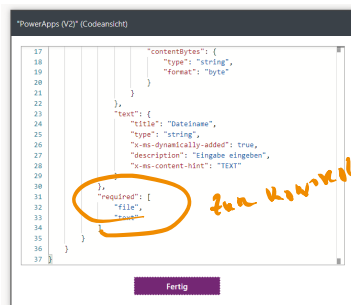 "PowerApps (V2)" (Codeansicht)
17 "contentBytes": {
18 "type": "string",
19 "format": "byte"
20 }
21 }
22 },
23 "text": {
24 "title": "Dateiname",
25 "type": "string",
26 "x-ms-dynamically-added": true,
27 "description": "Eingabe eingeben",
28 "x-ms-content-hint": "TEXT"
29 }
30 },
31 "required": [
32 "file",
33 "text"
34 ]
35 }
36 }
37 }
Fertig